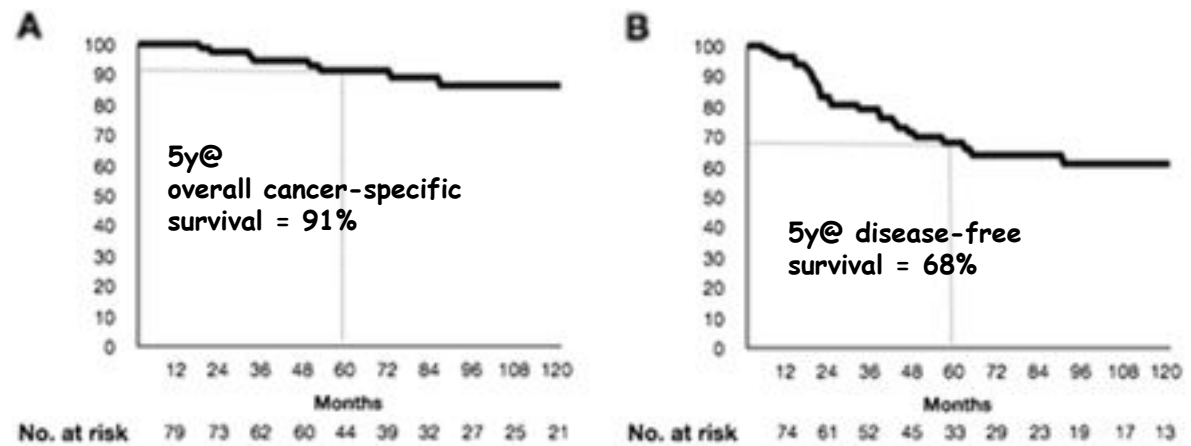 A
100
90
80
70
60
50
40
30
20
10
0
5y@
overall cancer-specific
survival = 91%
12 24 36 48 60 72 84 96 108 120
Months
No. at risk 79 73 62 60 44 39 32 27 25 21
B
100
90
80
70
60
50
40
30
20
10
0
5y@ disease-free
survival = 68%
12 24 36 48 60 72 84 96 108 120
Months
No. at risk 74 61 52 45 33 29 23 19 17 13